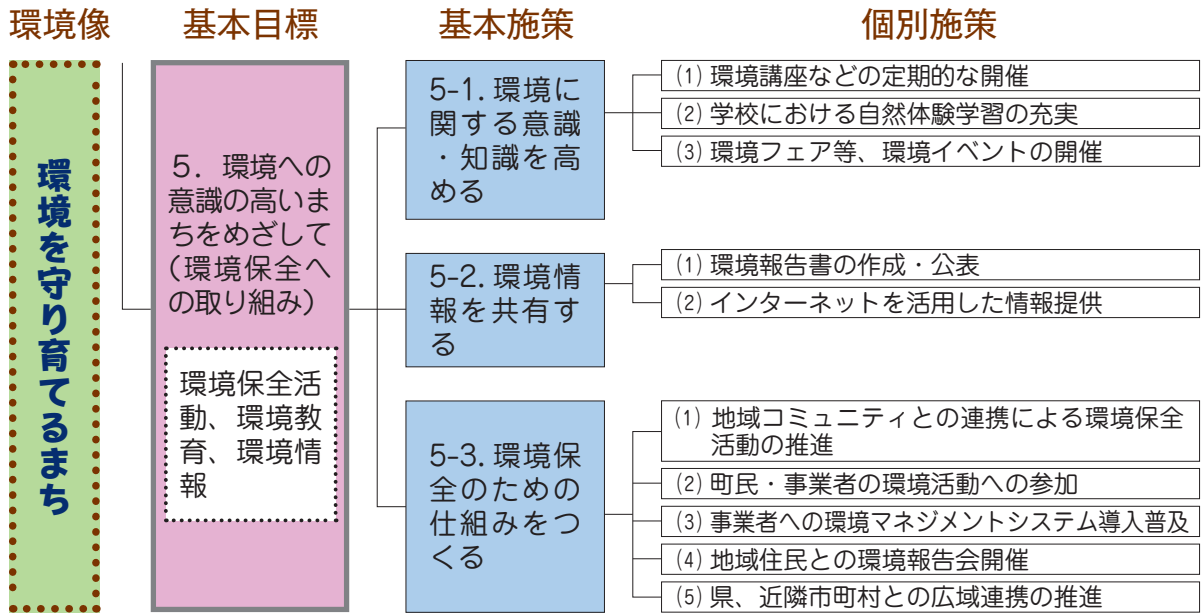 環境像
基本目標
基本施策
個別施策
環境を守り育てるまち
5. 環境への
意識の高いま
ちをめざして
(環境保全へ
の取り組み)
環境保全活
動、環境教
育、環境情
報
5-1.環境に
関する意識
・知識を高
める
(1) 環境講座などの定期的な開催
(2) 学校における自然体験学習の充実
(3) 環境フェア等、環境イベントの開催
5-2.環境情
報を共有す
る
(1) 環境報告書の作成・公表
(2) インターネットを活用した情報提供
5-3.環境保
全のための
仕組みをつ
くる
(1) 地域コミュニティとの連携による環境保全
活動の推進
(2) 町民・事業者の環境活動への参加
(3) 事業者への環境マネジメントシステム導入普及
(4) 地域住民との環境報告会開催
(5) 県、近隣市町村との広域連携の推進